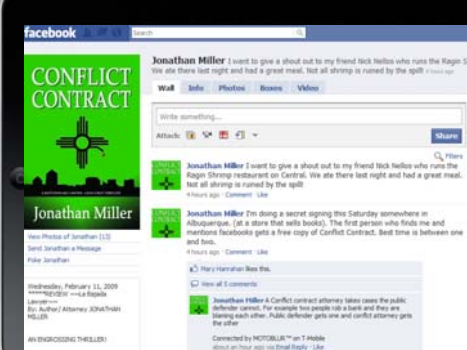 facebook
Search
Jonathan Miller I want to give a shout out to my friend Nick Nellos who runs the Ragin S
We ate there last night and had a great meal. Not all shrimp is ruined by the spill! 4 hours ago
Wall Info Photos Boxes Video
Write something...
Attach:
Share
Filters
CONFLICT
CONTRACT
Jonathan Miller
View Photos of Jonathan (13)
Send Jonathan a Message
Poke Jonathan
Wednesday, February 11, 2009
*****REVIEW ~~La Rajada
Lawyer~~
By: Author/ Attorney JONATHAN
MILLER
AN ENGROSSING THRILLER!
Jonathan Miller I want to give a shout out to my friend Nick Nellos who runs the
Ragin Shrimp restaurant on Central. We ate there last night and had a great meal.
Not all shrimp is ruined by the spill!
4 hours ago · Comment · Like
Jonathan Miller I'm doing a secret signing this Saturday somewhere in
Albuquerque. (at a store that sells books). The first person who finds me and
mentions facebooks gets a free copy of Conflict Contract. Best time is between one
and two.
4 hours ago · Comment · Like
Mary Hanrahan likes this.
View all 5 comments
Jonathan Miller A Conflict contract attorney takes cases the public
defender cannot. For example two people rob a bank and they are
blaming each other. Public defender gets one and conflict attorney gets
the other
Connected by MOTOBLUR™ on T-Mobile
about an hour ago via Email Reply · Like